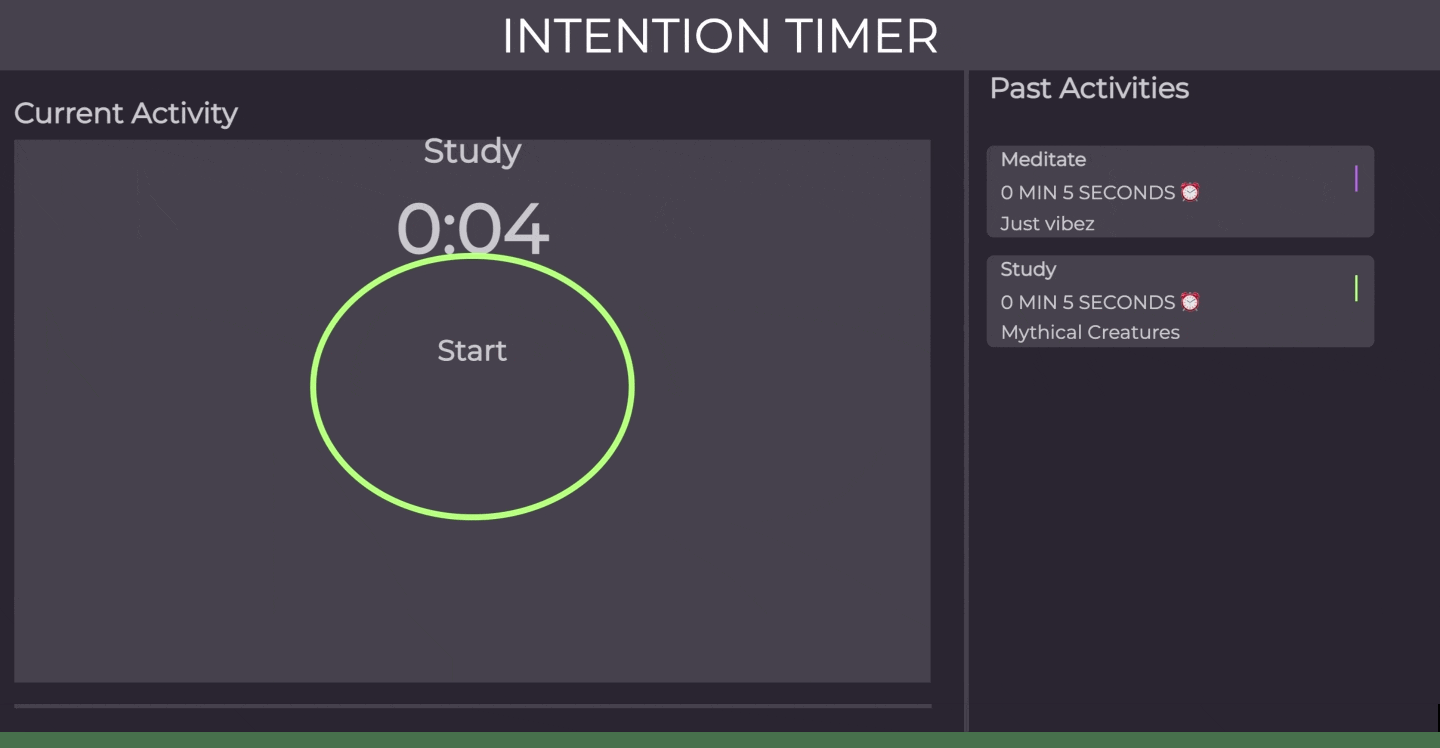 INTENTION TIMER
Current Activity
Study
0:04
Start
Past Activities
Meditate
0 MIN 5 SECONDS ⏰
Just vibez
Study
0 MIN 5 SECONDS ⏰
Mythical Creatures